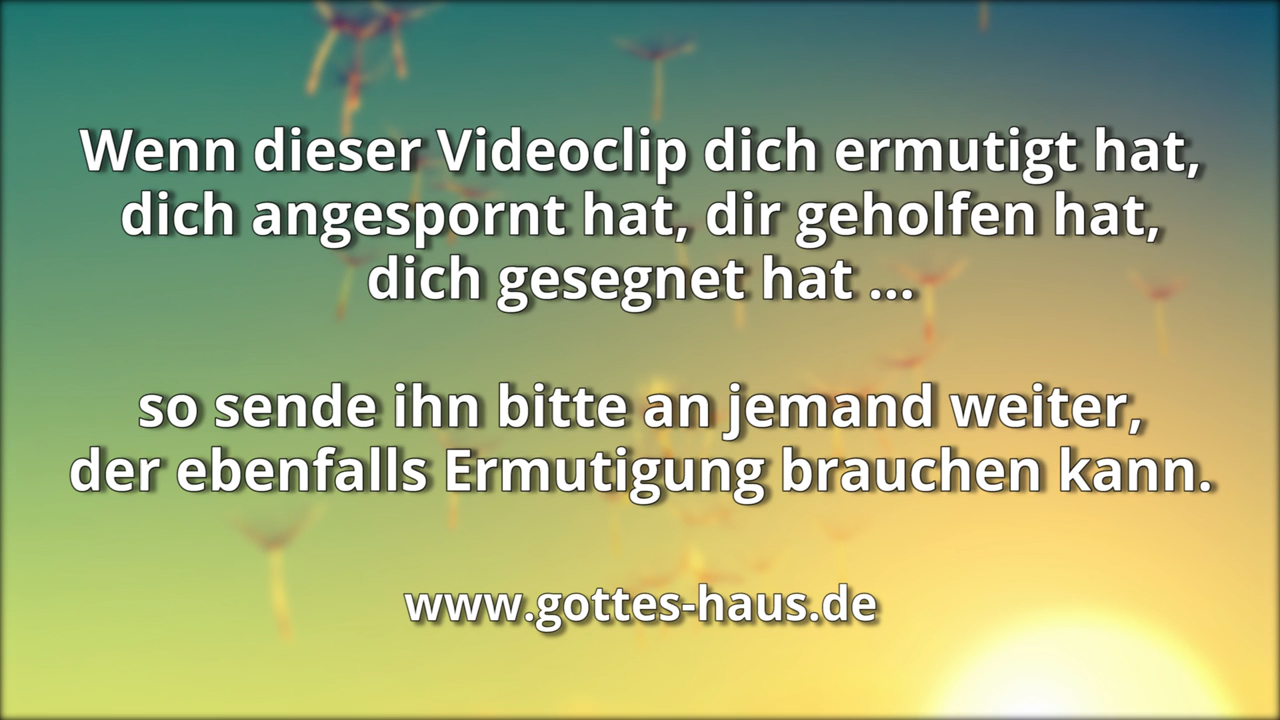 Wenn dieser Videoclip dich ermutigt hat,
dich angespornt hat, dir geholfen hat,
dich gesegnet hat ...
so sende ihn bitte an jemand weiter,
der ebenfalls Ermutigung brauchen kann.
www.gottes-haus.de